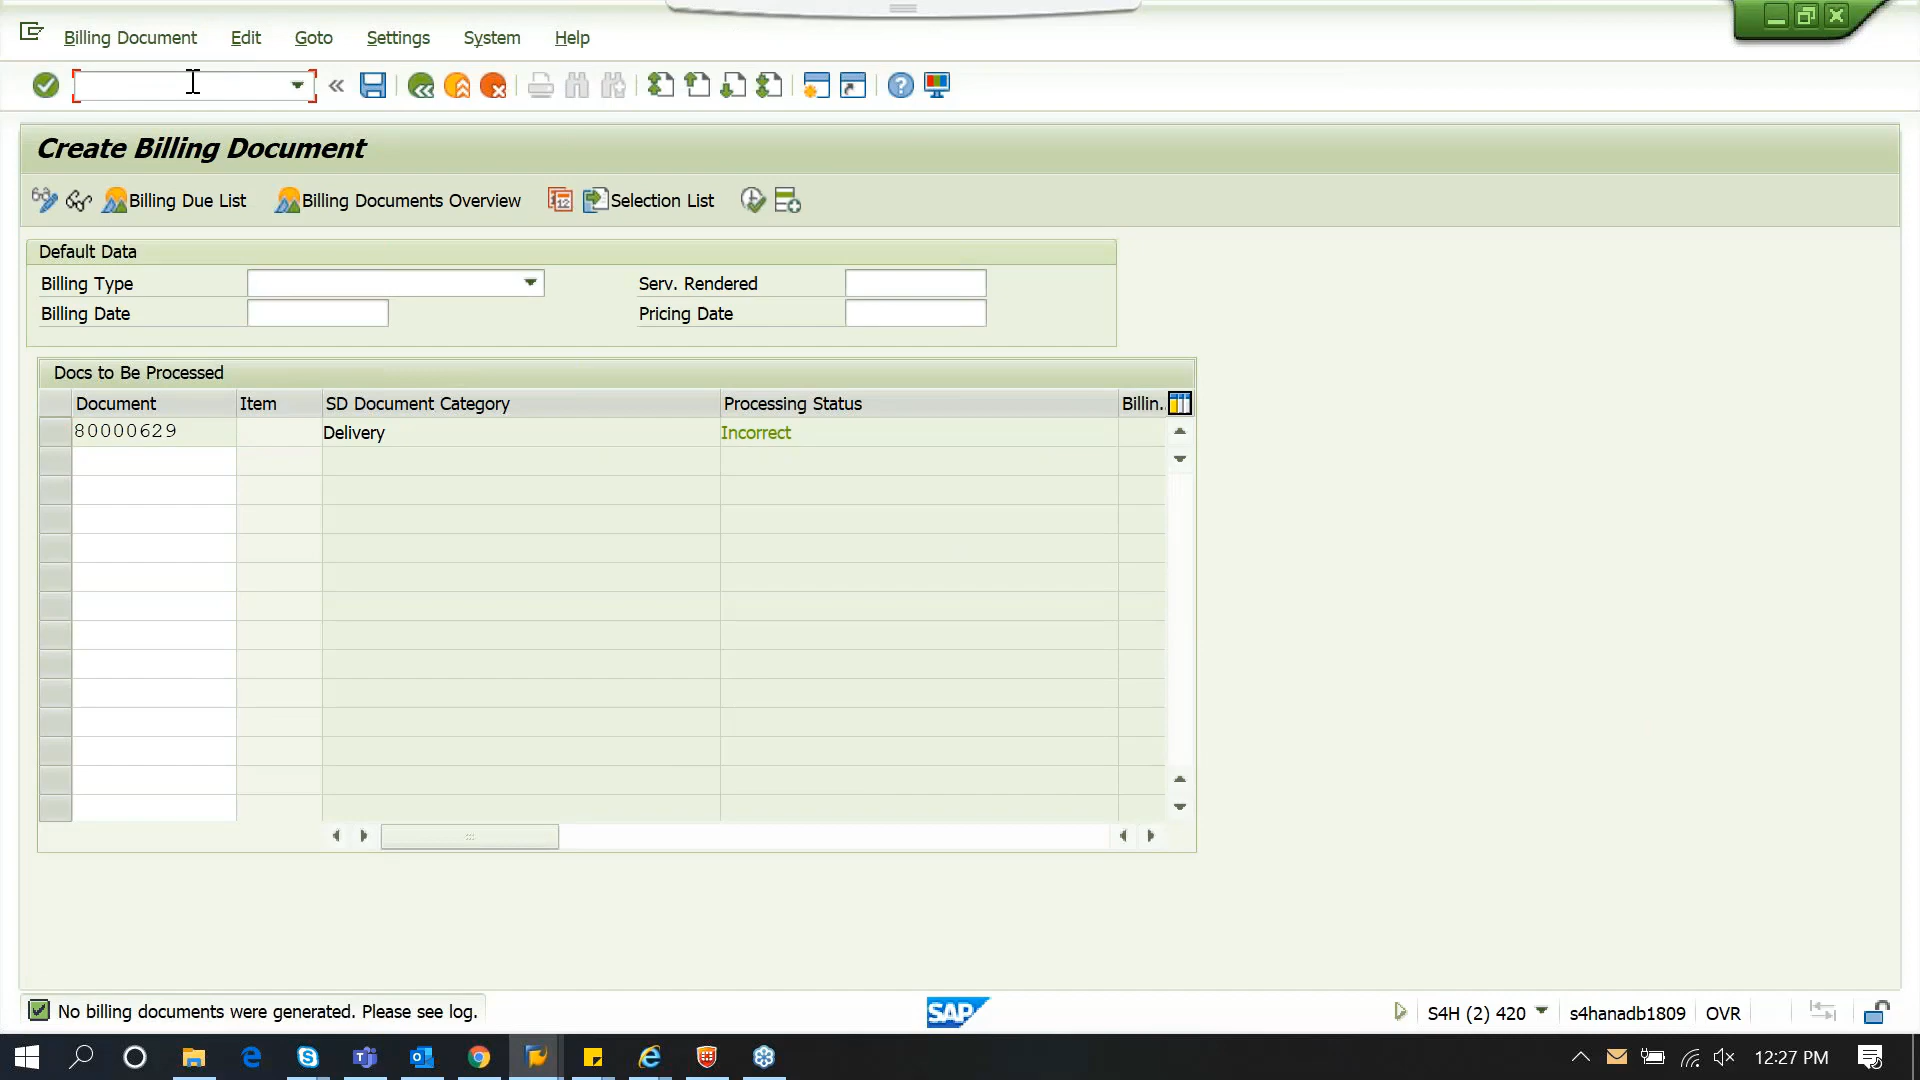 Billing Document Edit Goto Settings System Help
Create Billing Document
Billing Due List Billing Documents Overview 12 Selection List
Default Data
Billing Type Serv. Rendered
Billing Date Pricing Date
Docs to Be Processed
Document Item SD Document Category Processing Status Billin..
80000629 Delivery Incorrect
No billing documents were generated. Please see log. SAP S4H (2) 420 s4hanadb1809 OVR
12:27 PM